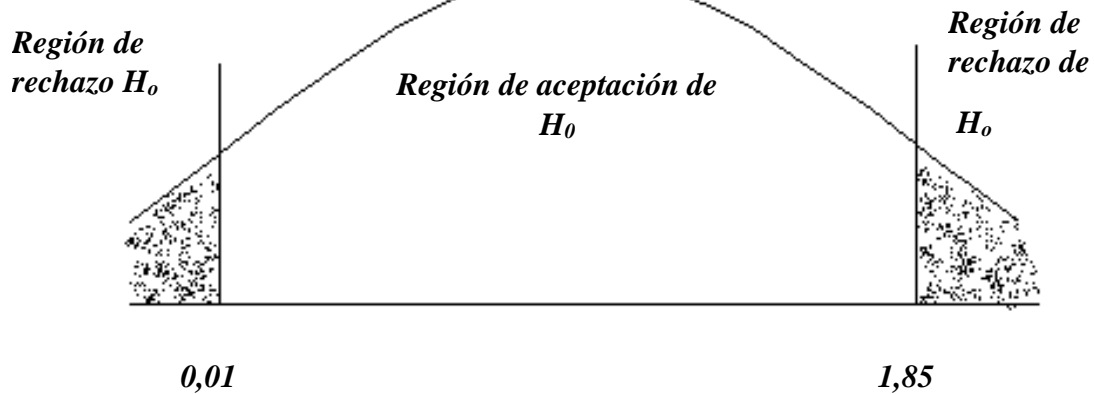 Región de
rechazo Ho
Región de aceptación de
H0
Región de
rechazo de
Ho
0,01
1,85